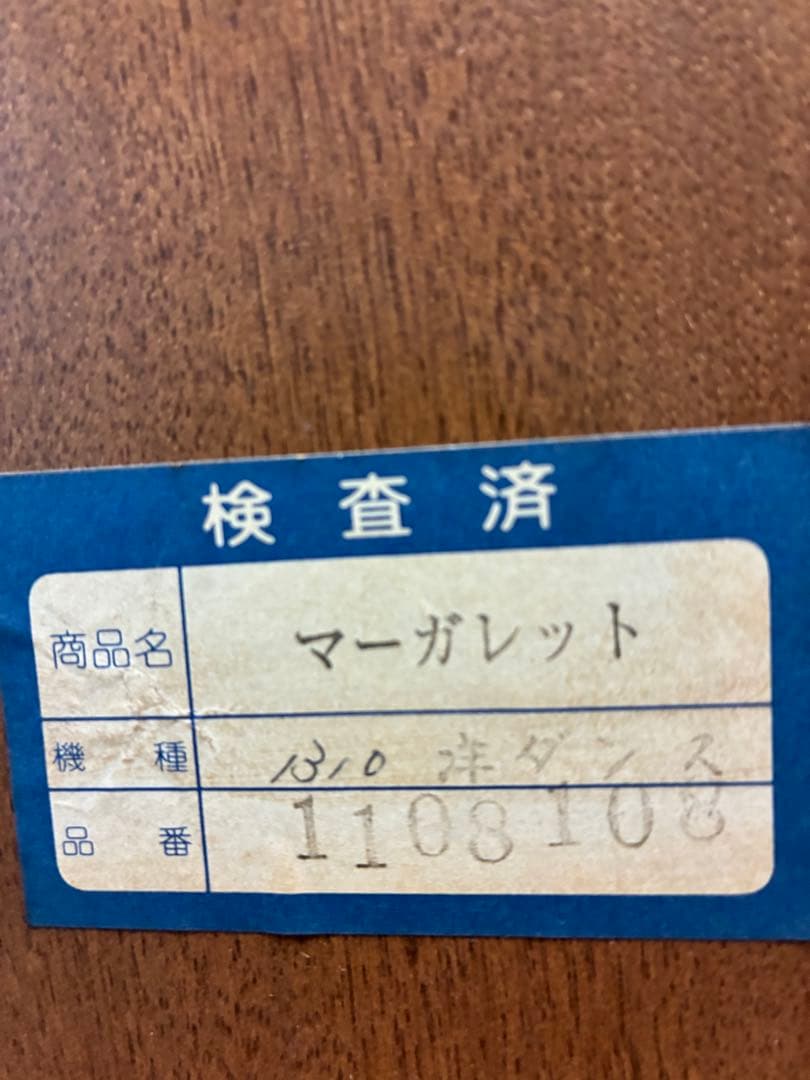 検査済
商品名 マーガレット
機種 1310 洋ダンス
品番 1108108